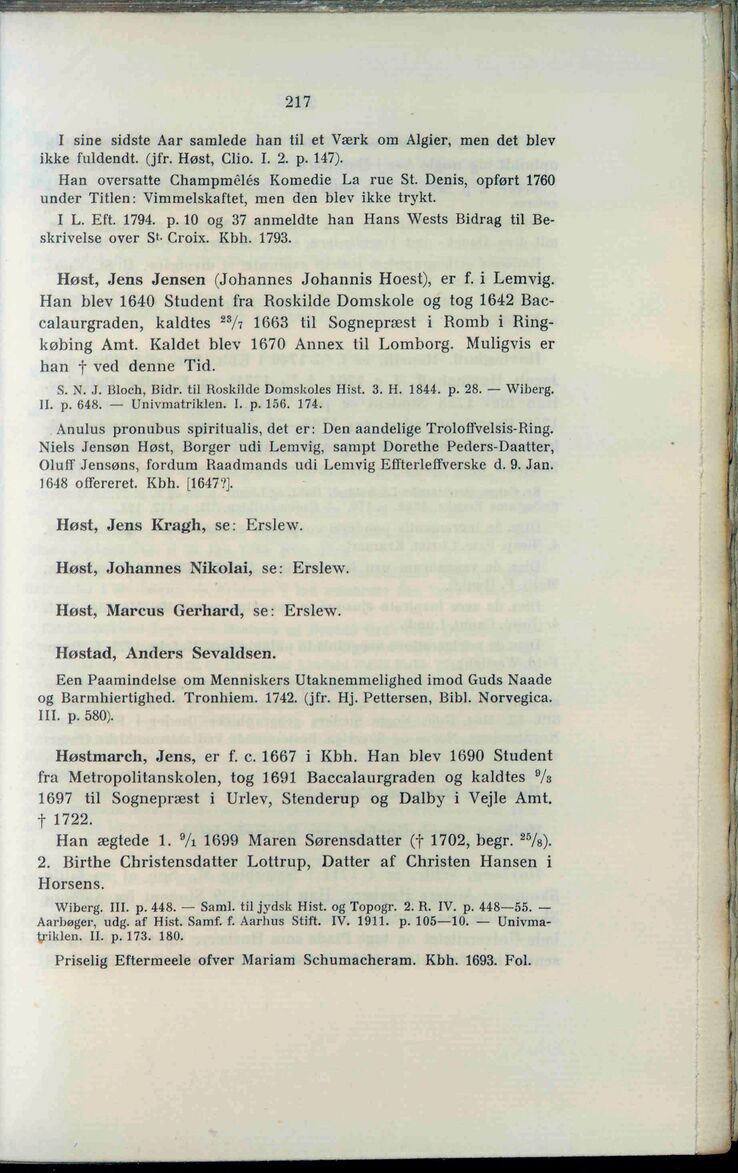 217
I sine sidste Aar samlede han til et Værk om Algier, men det blev
ikke fuldendt. (jfr. Høst, Clio. I. 2. p. 147).
Han oversatte Champmêlés Komedie La rue St. Denis, opført 1760
under Titlen: Vimmelskaftet, men den blev ikke trykt.
I L. Eft. 1794. p. 10 og 37 anmeldte han Hans Wests Bidrag til Be-
skrivelse over St. Croix. Kbh. 1793.
Høst, Jens Jensen (Johannes Johannis Hoest), er f. i Lemvig.
Han blev 1640 Student fra Roskilde Domskole og tog 1642 Bac-
calaurgraden, kaldtes 23/7 1663 til Sognepræst i Romb i Ring-
købing Amt. Kaldet blev 1670 Annex til Lomborg. Muligvis er
han † ved denne Tid.
S. N. J. Bloch, Bidr. til Roskilde Domskoles Hist. 3. H. 1844. p. 28. — Wiberg.
II. p. 648. — Univmatriklen. I. p. 156. 174.
Anulus pronubus spiritualis, det er: Den aandelige Troloffvelsis-Ring.
Niels Jensøn Høst, Borger udi Lemvig, sampt Dorethe Peders-Daatter,
Oluff Jensøns, fordum Raadmands udi Lemvig Effterleffverske d. 9. Jan.
1648 offereret. Kbh. [1647?].
Høst, Jens Kragh, se: Erslew.
Høst, Johannes Nikolai, se: Erslew.
Høst, Marcus Gerhard, se: Erslew.
Høstad, Anders Sevaldsen.
Een Paamindelse om Menniskers Utaknemmelighed imod Guds Naade
og Barmhiertighed. Tronhiem. 1742. (jfr. Hj. Pettersen, Bibl. Norvegica.
III. p. 580).
Høstmarch, Jens, er f. c. 1667 i Kbh. Han blev 1690 Student
fra Metropolitanskolen, tog 1691 Baccalaurgraden og kaldtes 9/3
1697 til Sognepræst i Urlev, Stenderup og Dalby i Vejle Amt.
† 1722.
Han ægtede 1. 9/1 1699 Maren Sørensdatter († 1702, begr. 25/8).
2. Birthe Christensdatter Lottrup, Datter af Christen Hansen i
Horsens.
Wiberg. III. p. 448. — Saml. til jydsk Hist. og Topogr. 2. R. IV. p. 448—55. —
Aarbøger, udg. af Hist. Samf. f. Aarhus Stift. IV. 1911. p. 105—10. — Univma-
triklen. II. p. 173. 180.
Priselig Eftermeele ofver Mariam Schumacheram. Kbh. 1693. Fol.